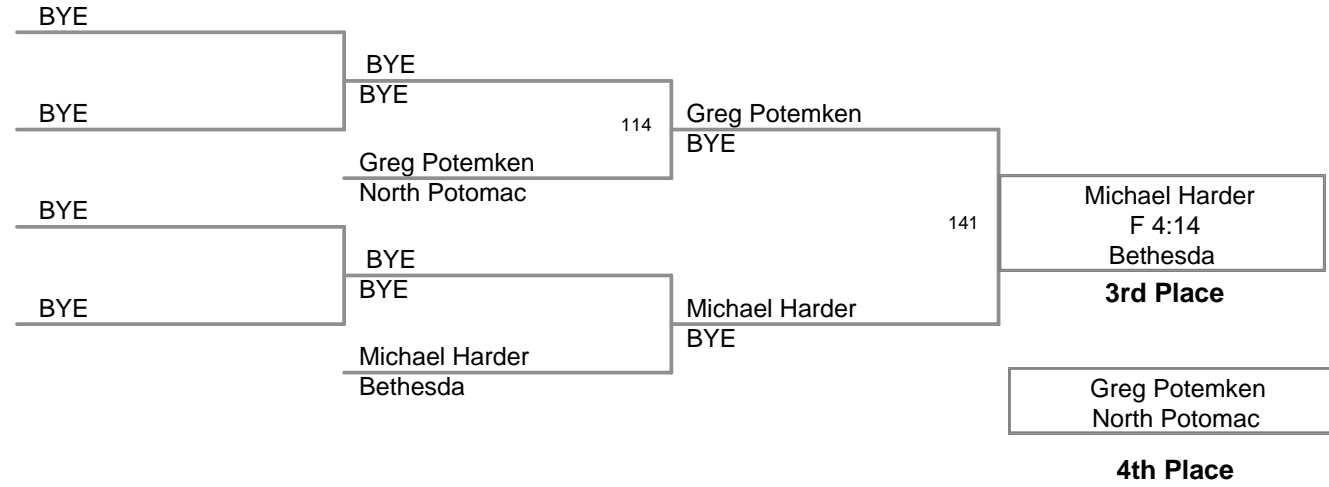 BYE
BYE
BYE
BYE
114
Greg Potemken
BYE
Greg Potemken
North Potomac
Michael Harder
F 4:14
Bethesda
3rd Place
BYE
141
BYE
BYE
BYE
Michael Harder
BYE
Michael Harder
Bethesda
Greg Potemken
North Potomac
4th Place